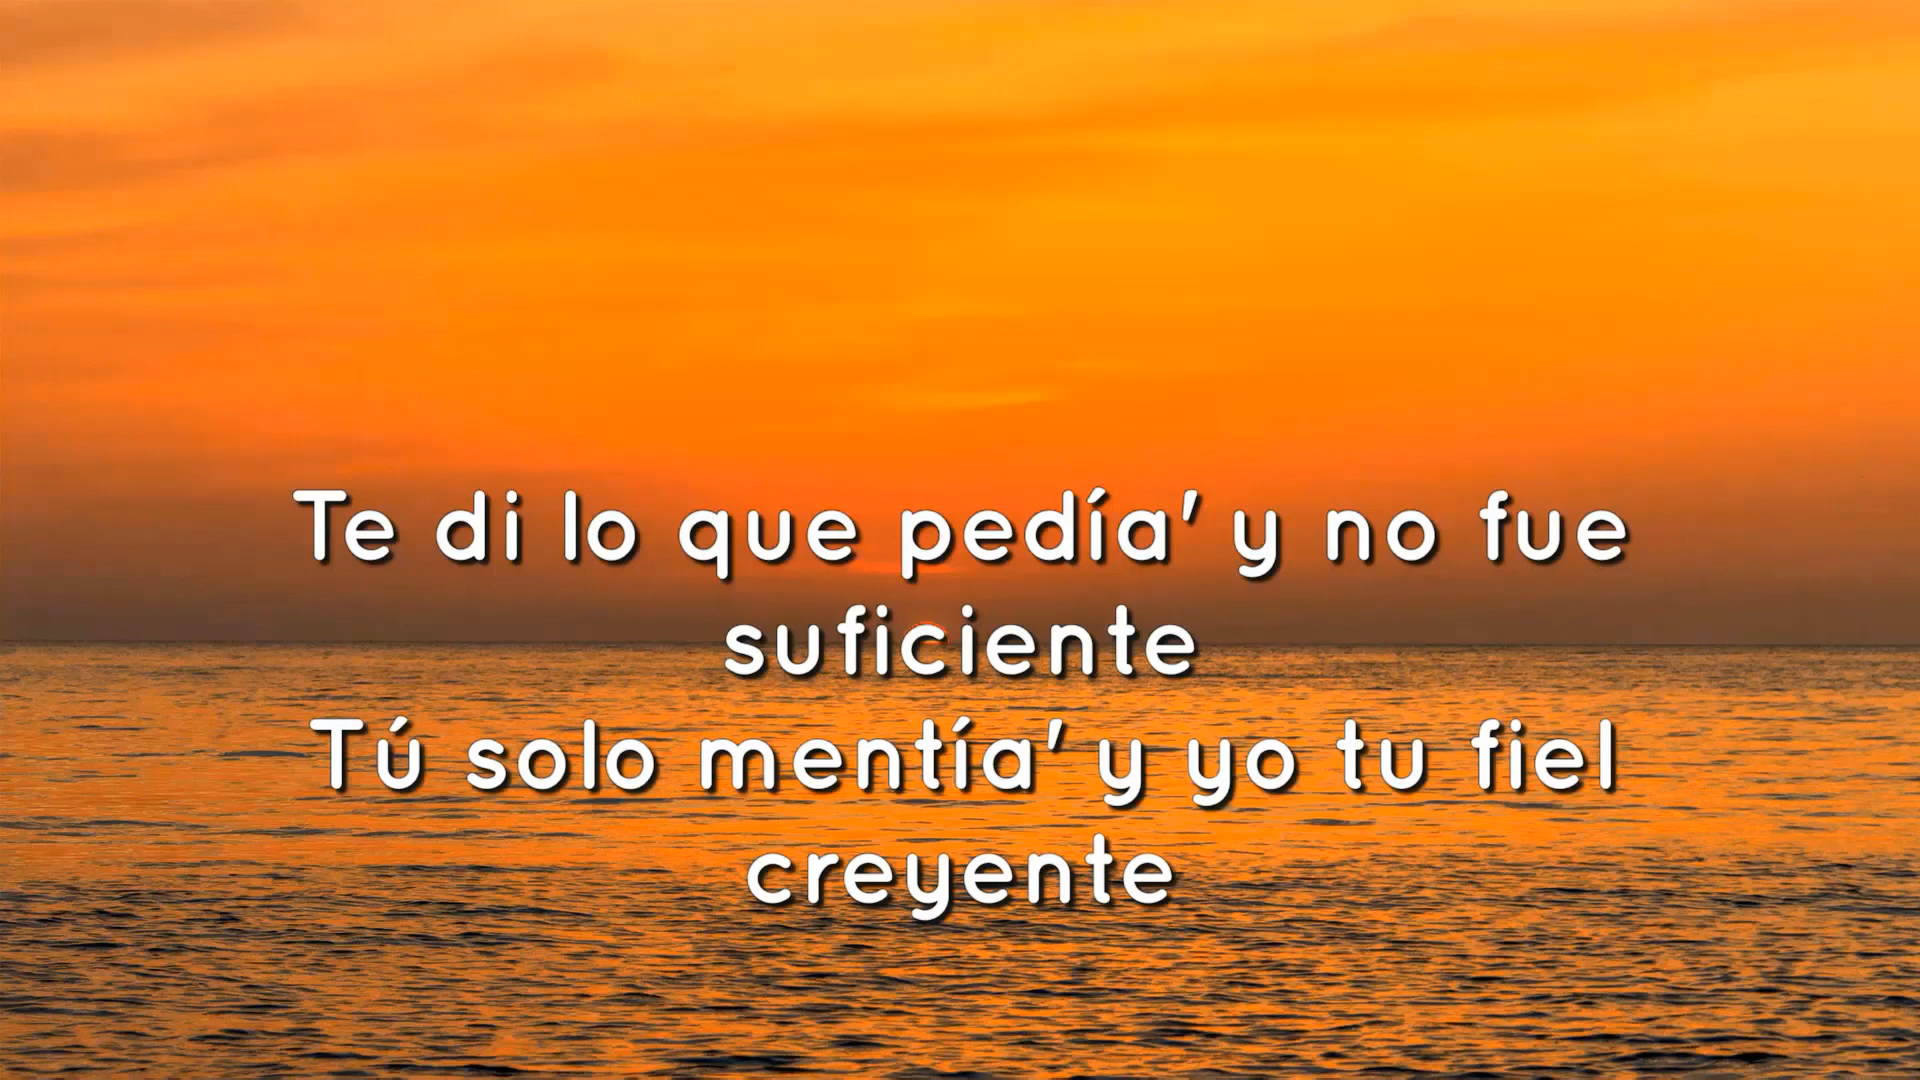 Te di lo que pedía' y no fue
suficiente
Tú solo mentía' y yo tu fiel
creyente